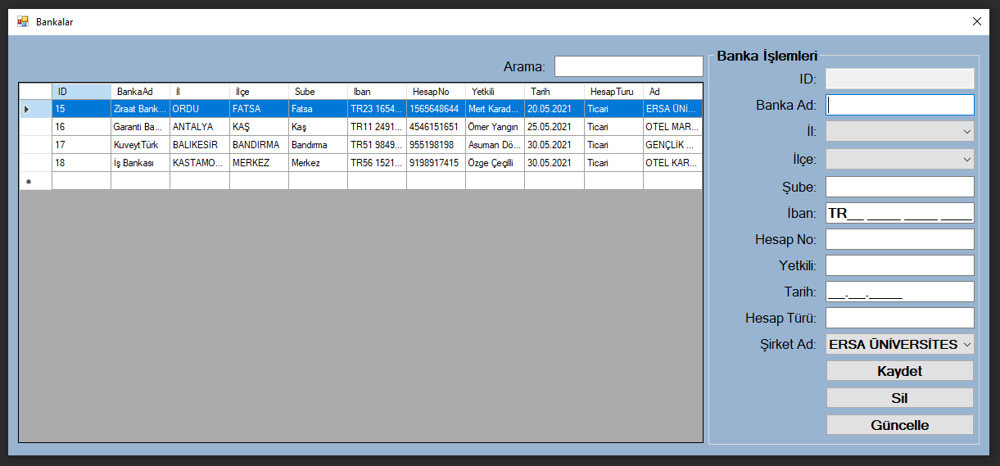 Bankalar
Arama:
ID BankaAd İl İlçe Sube Iban HesapNo Yetkili Tarih HesapTuru Ad
15 Ziraat Bank... ORDU FATSA Fatsa TR23 1654... 1565648644 Mert Karad... 20.05.2021 Ticari ERSA ÜNİ...
16 Garanti Ba... ANTALYA KAŞ Kaş TR11 2491... 4546151651 Ömer Yangın 25.05.2021 Ticari OTEL MAR...
17 KuveytTürk BALIKESİR BANDIRMA Bandırma TR51 9849... 955198198 Asuman Dö... 30.05.2021 Ticari GENÇLİK ...
18 İş Bankası KASTAMO... MERKEZ Merkez TR56 1521... 9198917415 Özge Çeçilli 30.05.2021 Ticari OTEL KAR...
Banka İşlemleri
ID:
Banka Ad:
İl:
İlçe:
Şube:
İban: TR__ ____ ____ ____
Hesap No:
Yetkili:
Tarih: __.__.____
Hesap Türü:
Şirket Ad: ERSA ÜNİVERSİTES
Kaydet
Sil
Güncelle